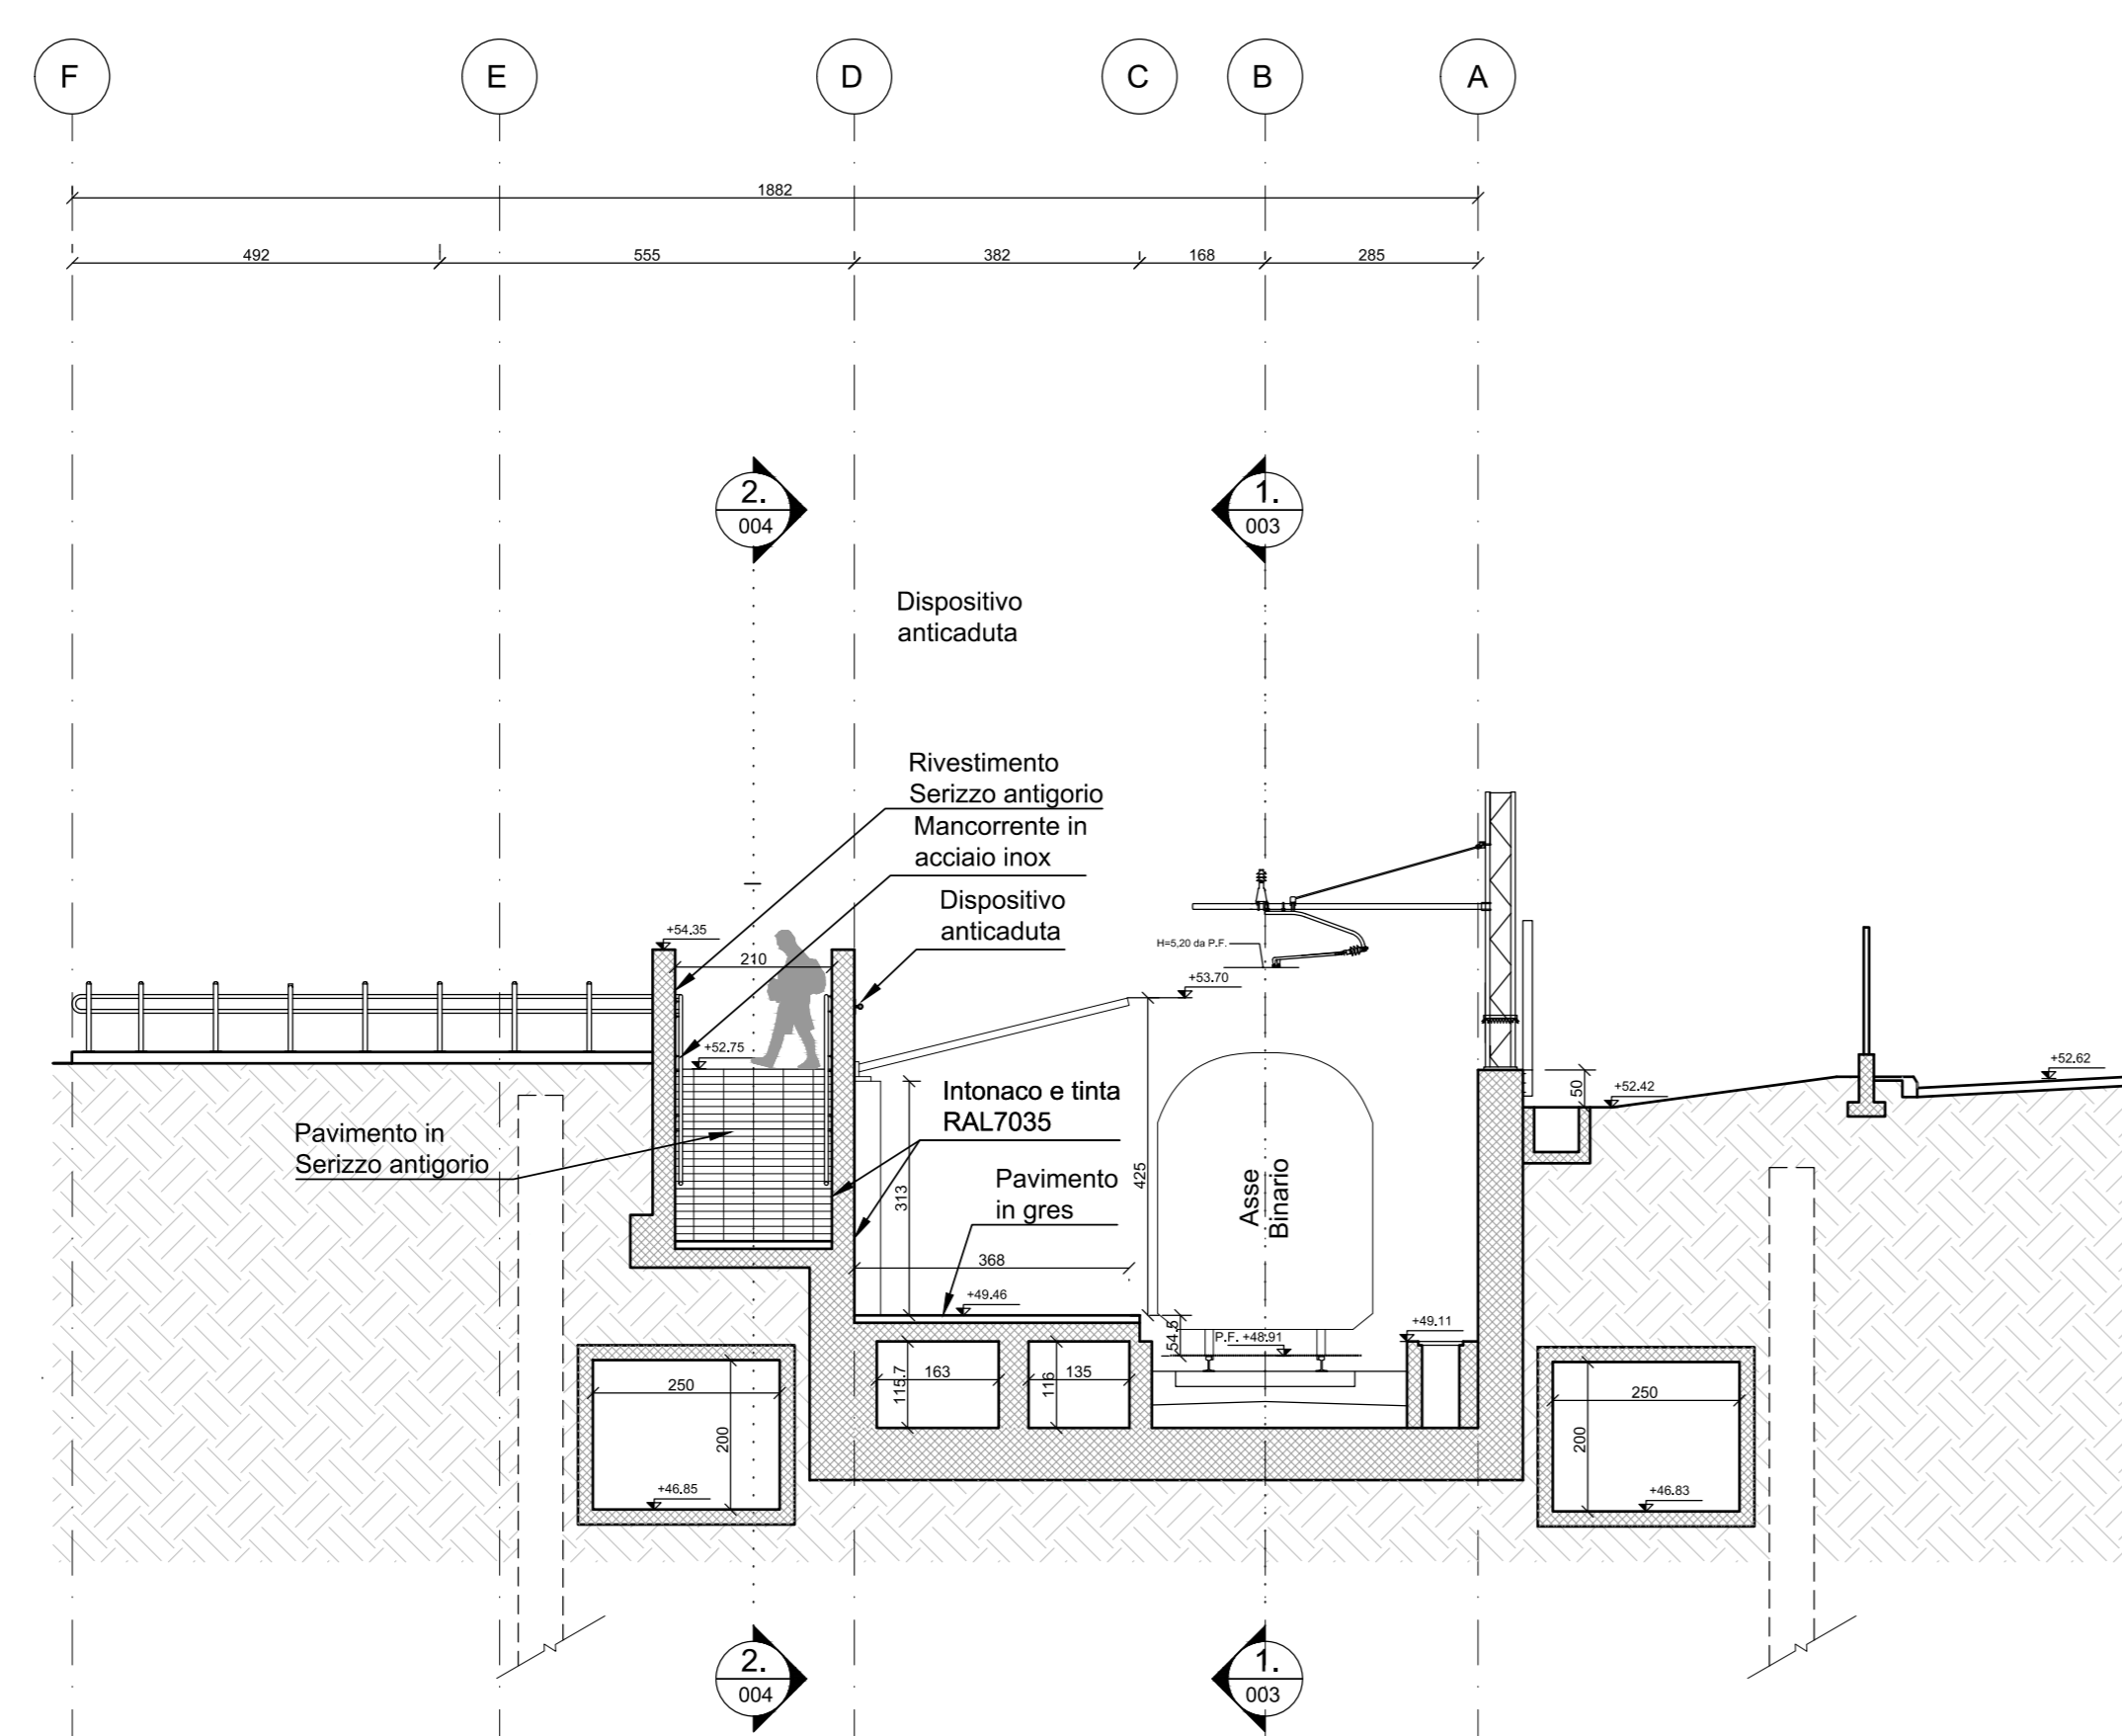 F
E
D
C
B
A
1882
492
555
382
168
285
2.
004
1.
003
Dispositivo
anticaduta
Rivestimento
Serizzo antigorio
Mancorrente in
acciaio inox
Dispositivo
anticaduta
+54.35
210
H=5,20 da P.F.
+53.70
+52.75
+52.62
50
+52.42
Intonaco e tinta
RAL7035
Pavimento in
Serizzo antigorio
Pavimento
in gres
313
425
Asse
Binario
368
+49.46
54.5
P.F. +48.91
+49.11
115.7
163
116
135
250
200
+46.85
250
200
+46.83
2.
004
1.
003